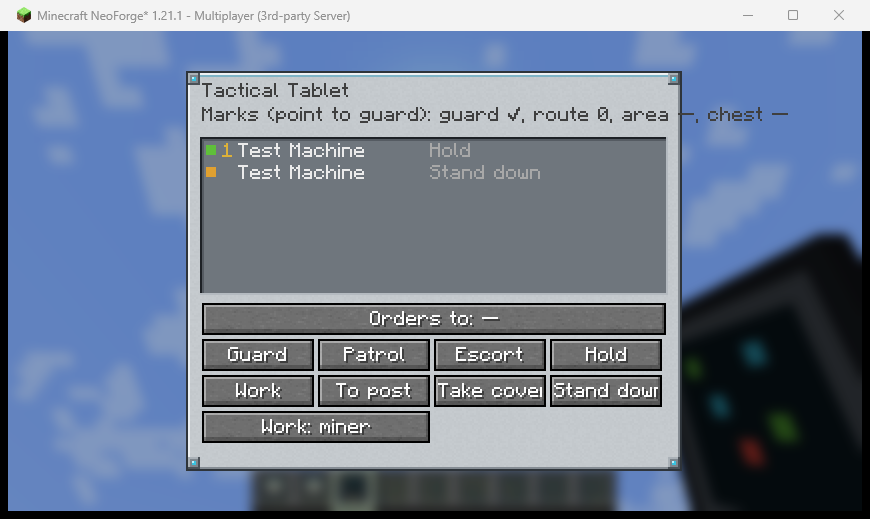 Minecraft NeoForge* 1.21.1 - Multiplayer (3rd-party Server)
Tactical Tablet
Marks (point to guard): guard ✓, route 0, area —, chest —
1 Test Machine Hold
Test Machine Stand down
Orders to: —
Guard Patrol Escort Hold
Work To post Take cover Stand down
Work: miner